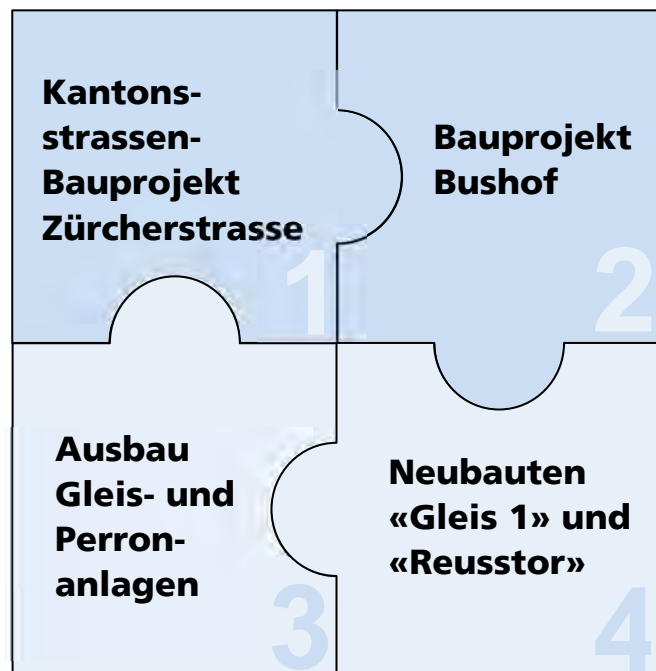 Kantons-
strassen-
Bauprojekt
Zürcherstrasse
1
Bauprojekt
Bushof
2
Ausbau
Gleis- und
Perron-
anlagen
3
Neubauten
«Gleis 1» und
«Reusstor»
4